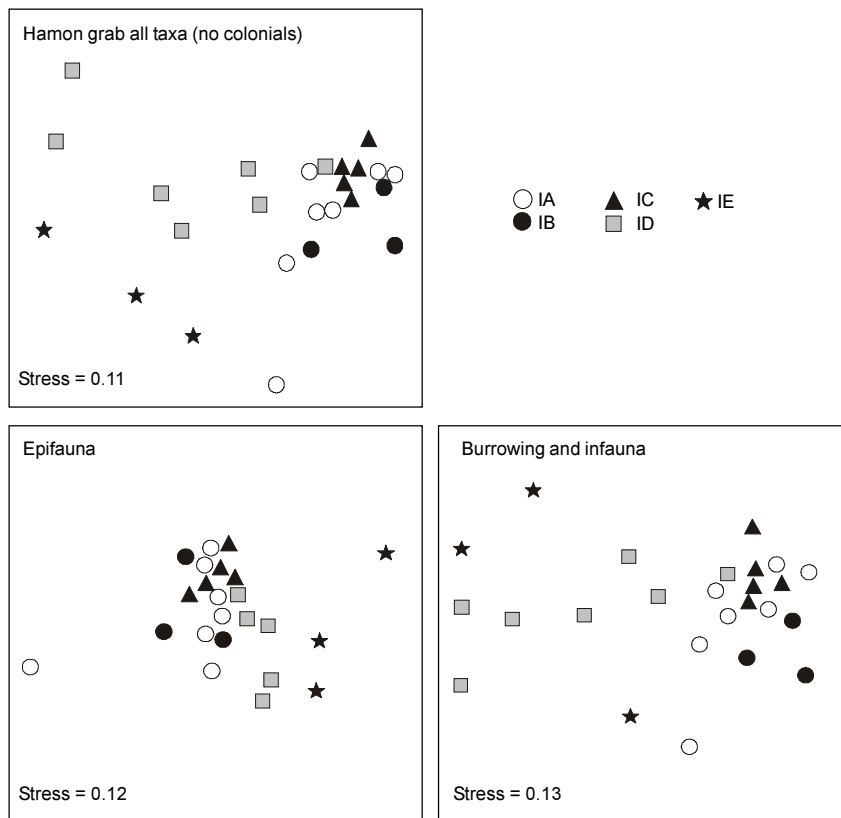 Hamon grab all taxa (no colonials)
Stress = 0.11
IA IC IE
IB ID
Epifauna
Stress = 0.12
Burrowing and infauna
Stress = 0.13